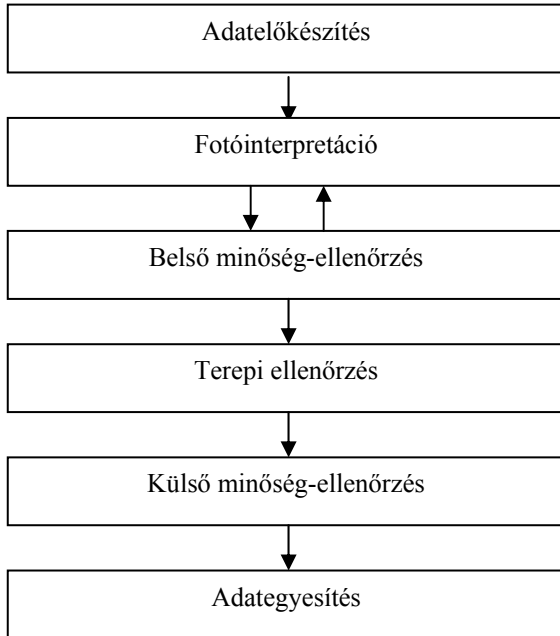 Adatelőkészítés
Fotóinterpretáció
Belső minőség-ellenőrzés
Terepi ellenőrzés
Külső minőség-ellenőrzés
Adategyesítés